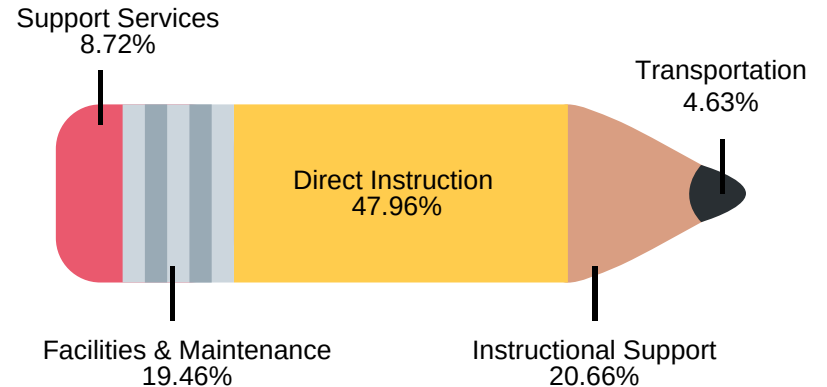 Support Services
8.72%
Transportation
4.63%
Direct Instruction
47.96%
Facilities & Maintenance
19.46%
Instructional Support
20.66%